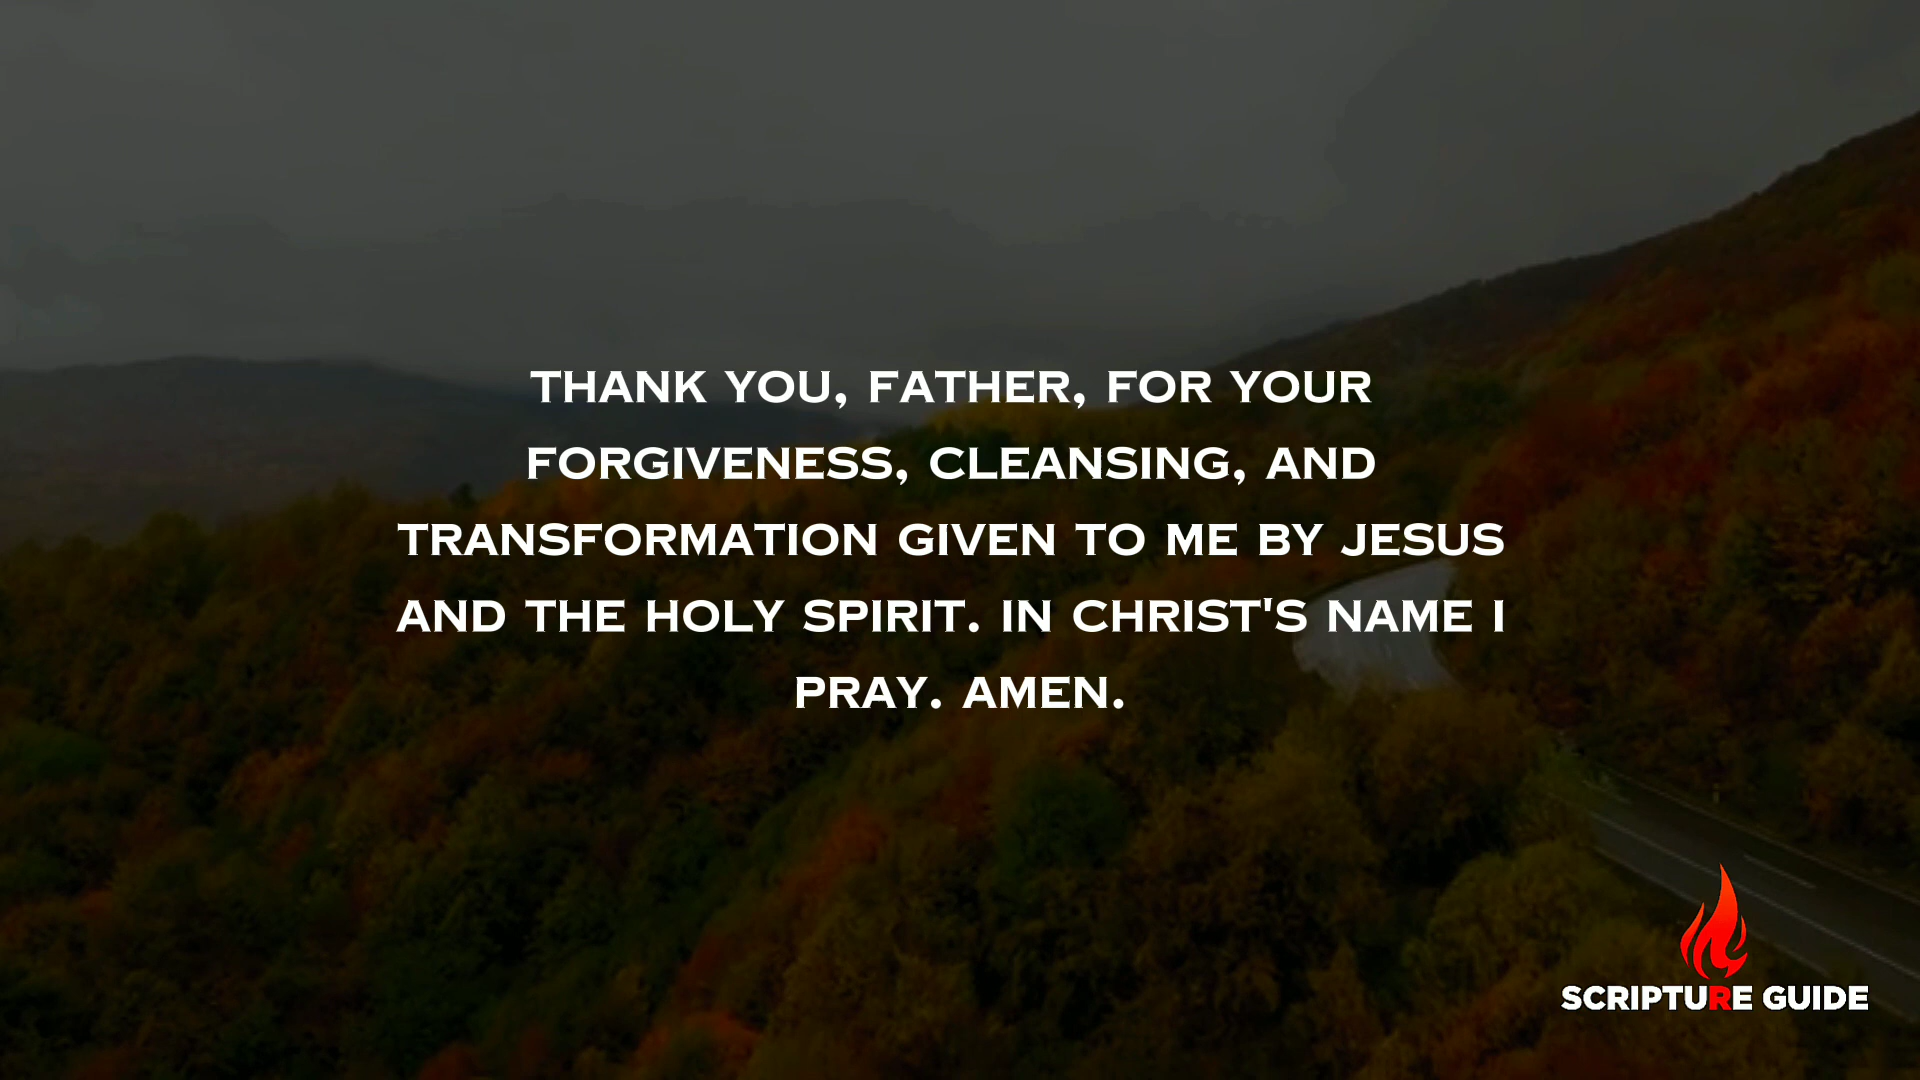 THANK YOU, FATHER, FOR YOUR
FORGIVENESS, CLEANSING, AND
TRANSFORMATION GIVEN TO ME BY JESUS
AND THE HOLY SPIRIT. IN CHRIST'S NAME I
PRAY. AMEN.
SCRIPTURE GUIDE